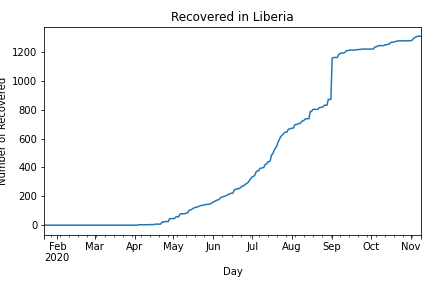 Recovered in Liberia
1200
1000
800
600
400
200
0
Number of Recovered
Feb Mar Apr May Jun Jul Aug Sep Oct Nov
2020
Day